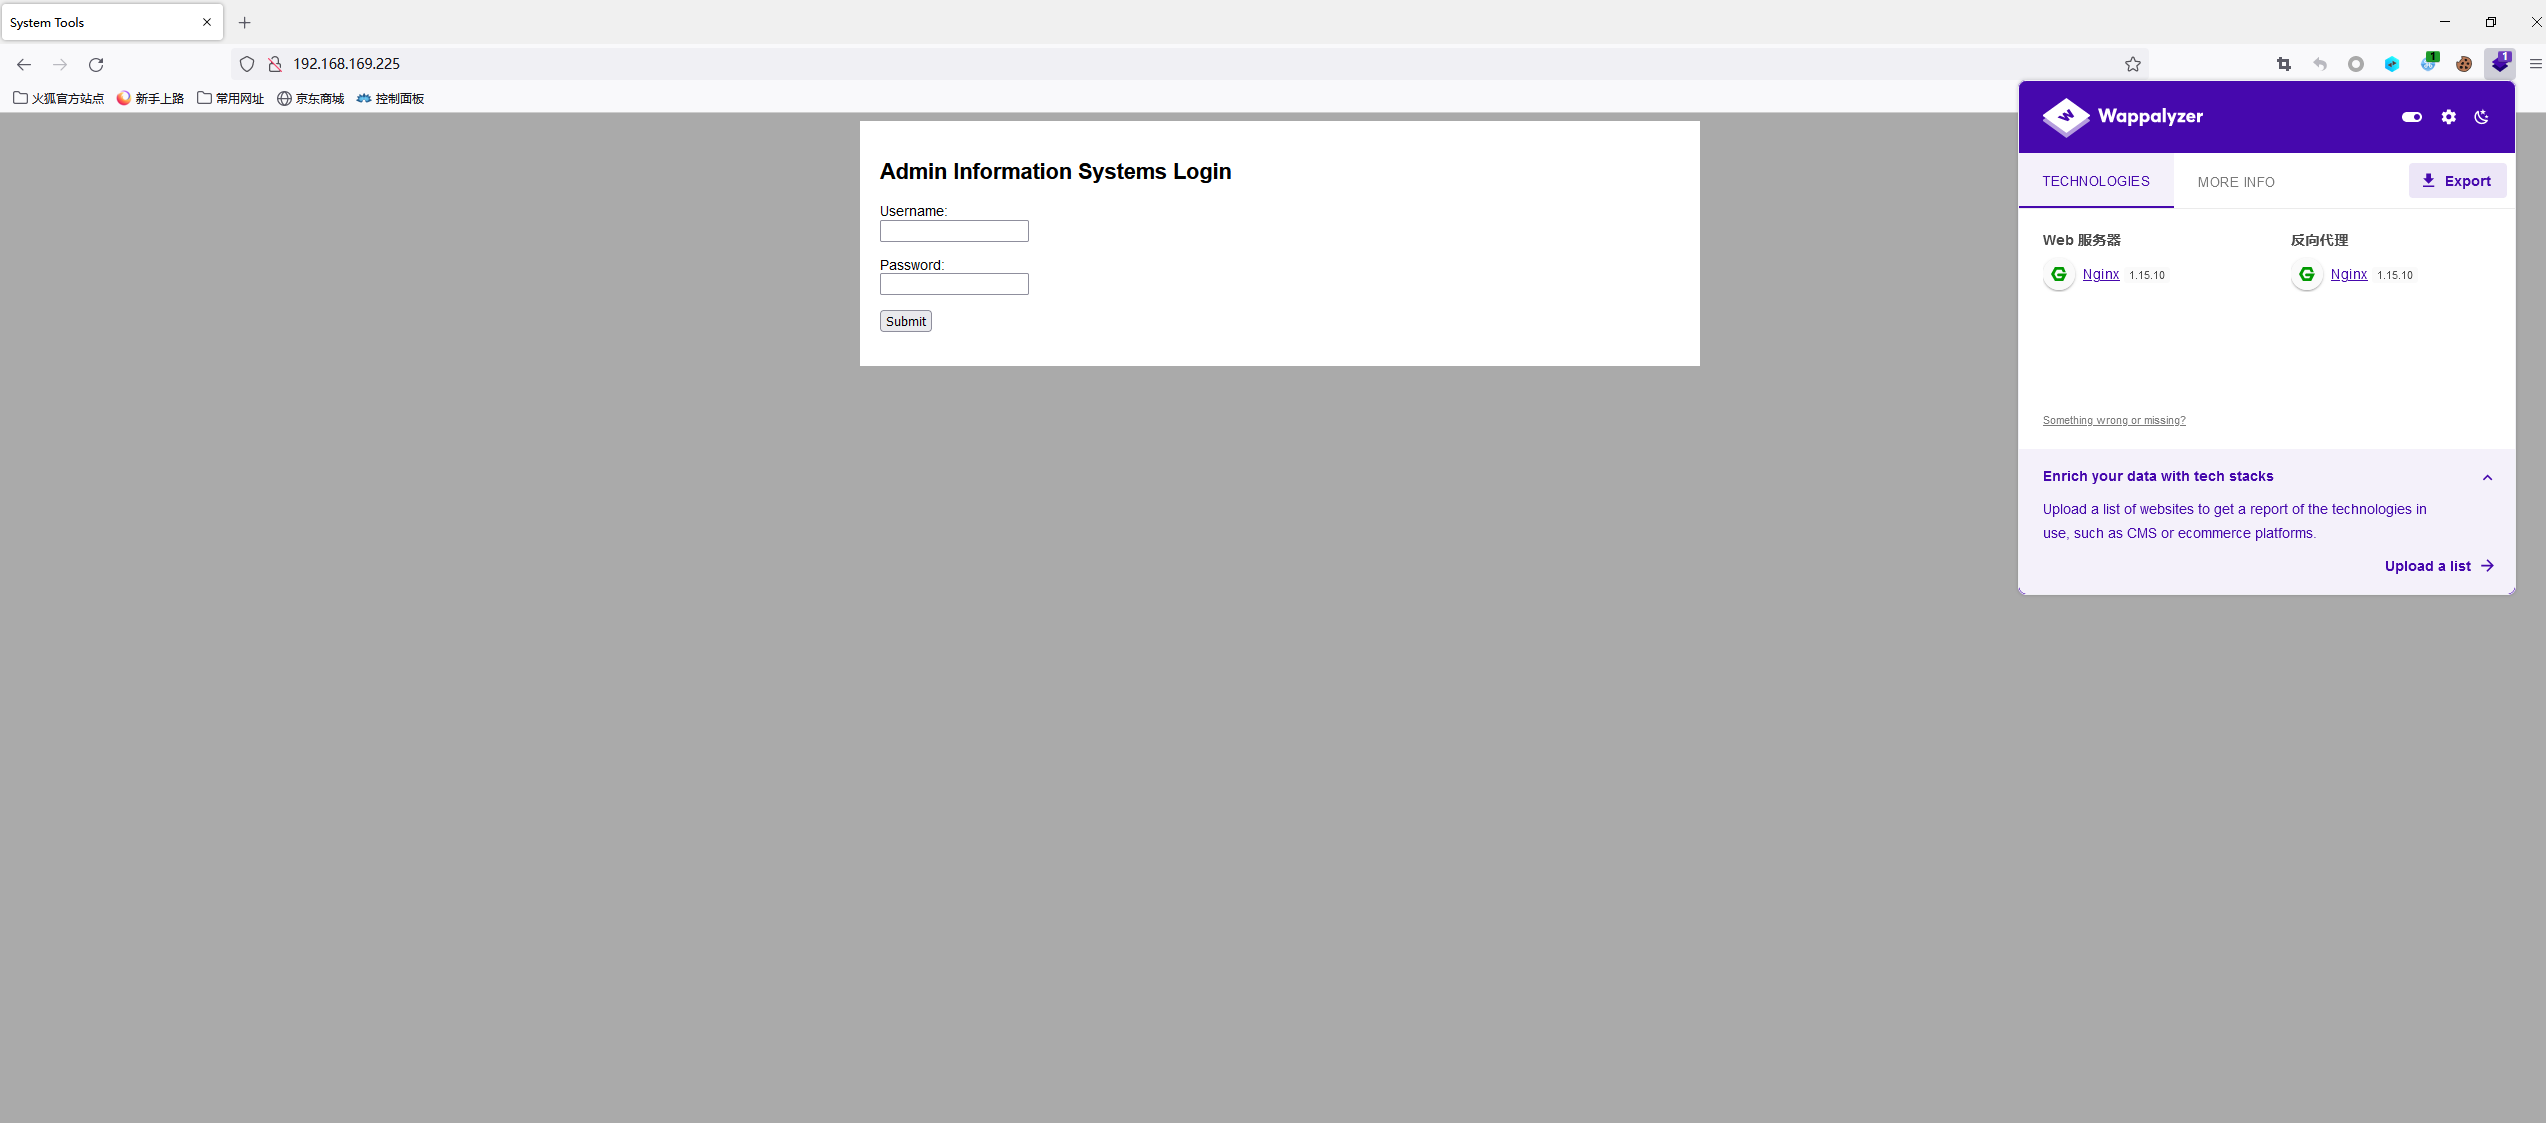 System Tools
192.168.169.225
火狐官方站点 新手上路 常用网址 京东商城 控制面板
Admin Information Systems Login
Username:
Password:
Submit
1
1
Wappalyzer
TECHNOLOGIES MORE INFO Export
Web 服务器 反向代理
Nginx 1.15.10 Nginx 1.15.10
Something wrong or missing?
Enrich your data with tech stacks
Upload a list of websites to get a report of the technologies in
use, such as CMS or ecommerce platforms.
Upload a list